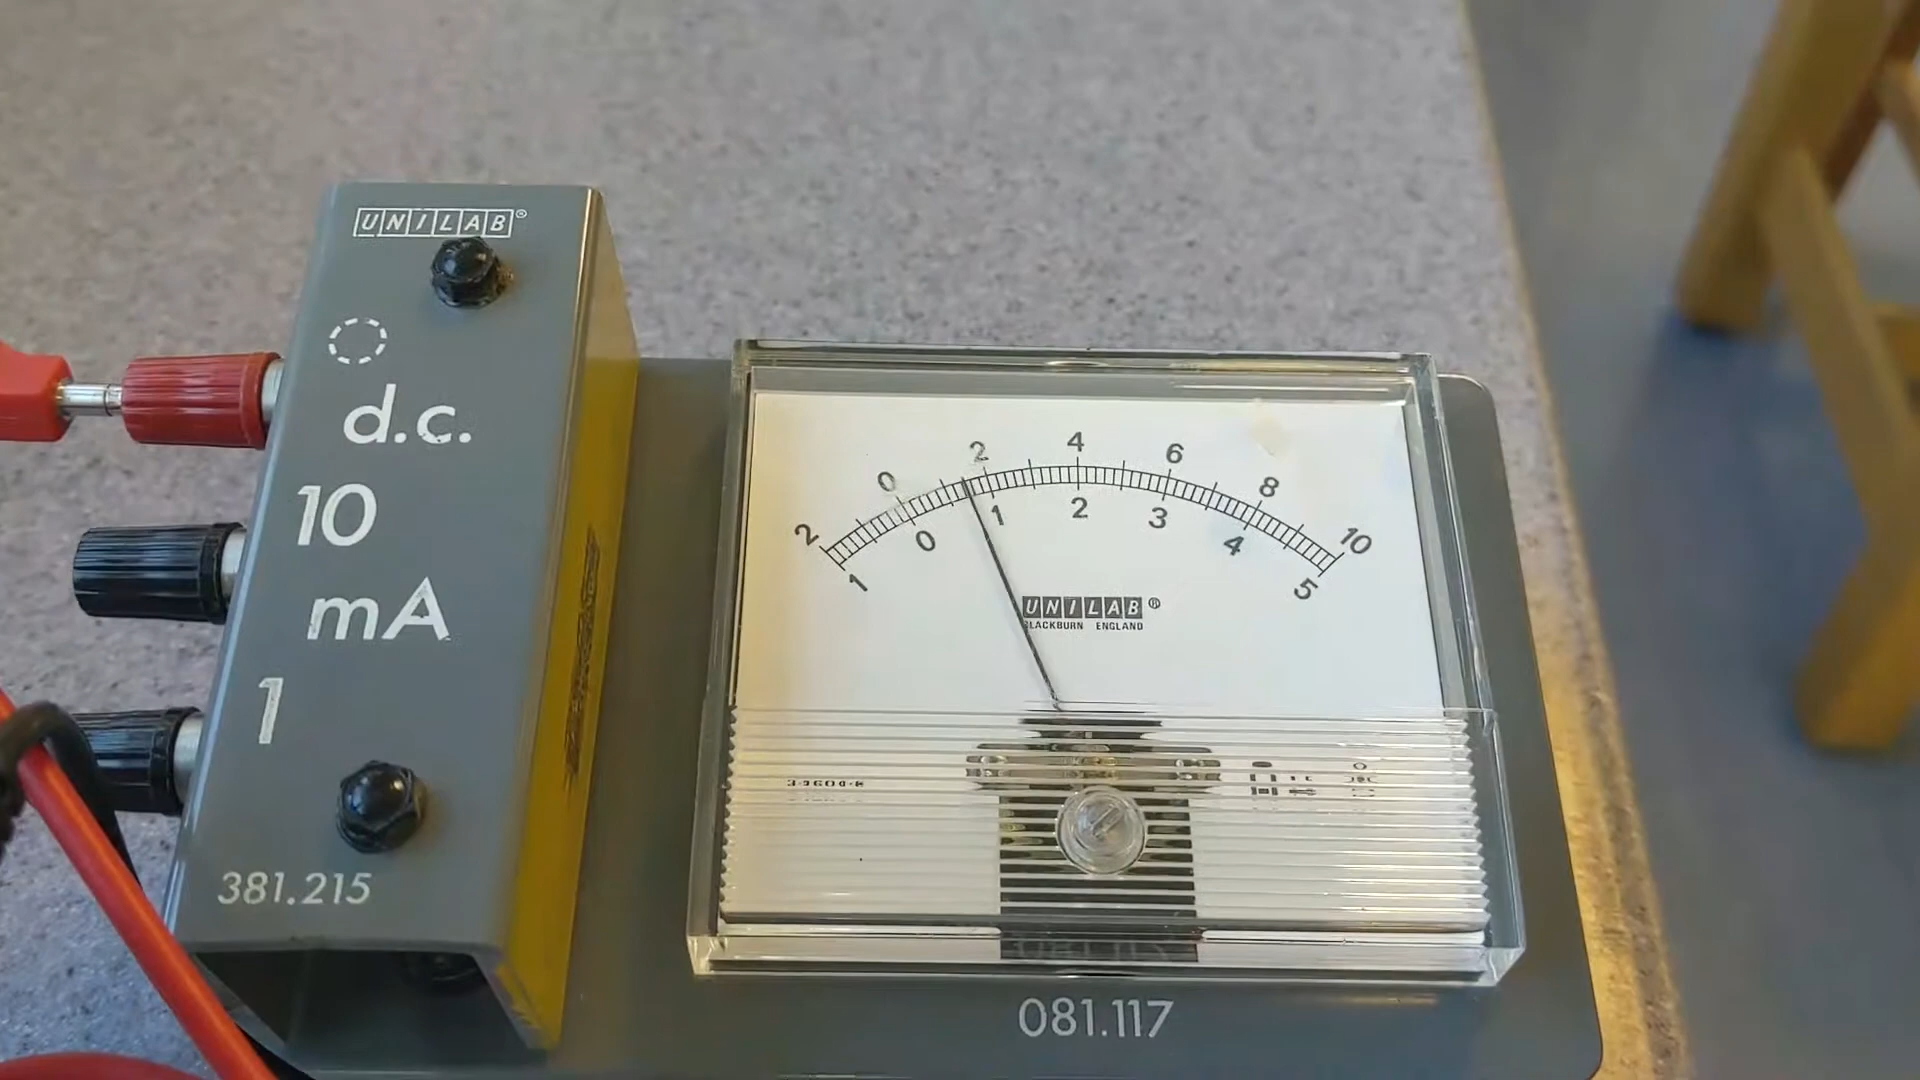 UNILAB®
d.c.
10
mA
1
381.215
2 0 2 4 6 8 10
1 0 1 2 3 4 5
UNILAB®
BLACKBURN ENGLAND
081.117